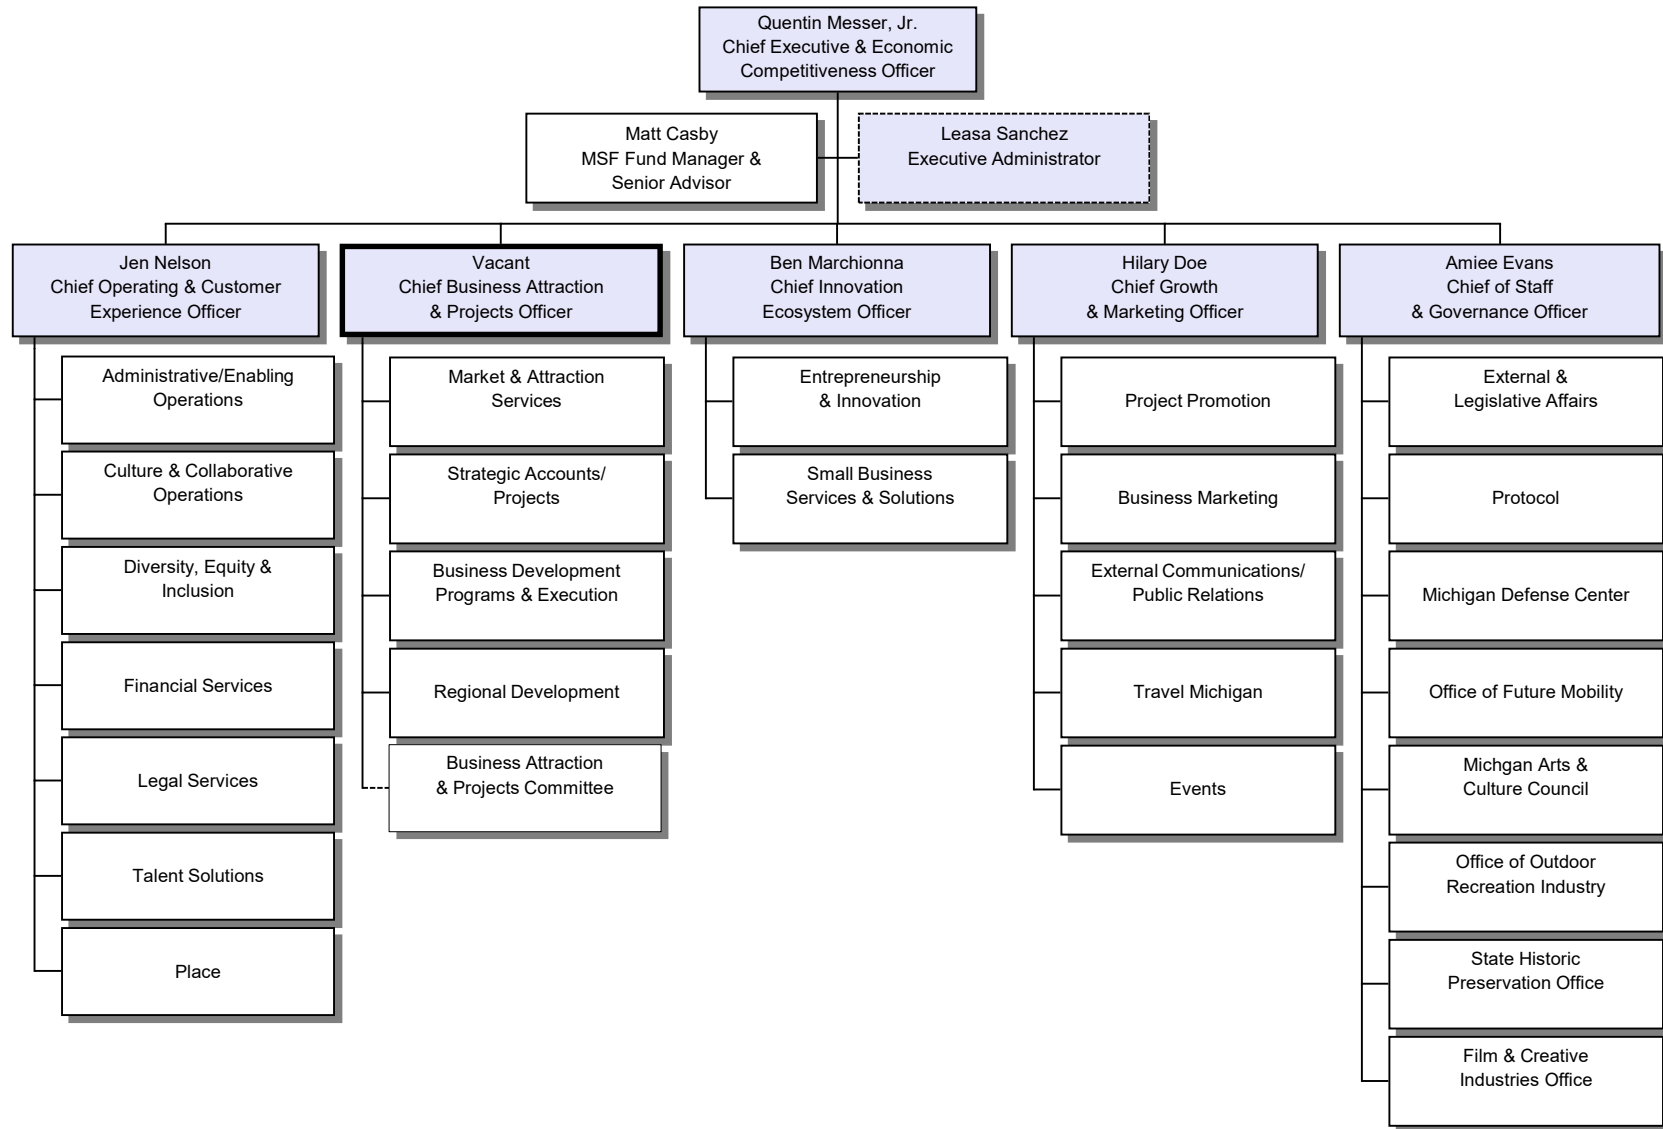 Quentin Messer, Jr.
Chief Executive & Economic
Competitiveness Officer
Matt Casby
MSF Fund Manager &
Senior Advisor
Leasa Sanchez
Executive Administrator
Jen Nelson
Chief Operating & Customer
Experience Officer
Administrative/Enabling
Operations
Culture & Collaborative
Operations
Diversity, Equity &
Inclusion
Financial Services
Legal Services
Talent Solutions
Place
Vacant
Chief Business Attraction
& Projects Officer
Market & Attraction
Services
Strategic Accounts/
Projects
Business Development
Programs & Execution
Regional Development
Business Attraction
& Projects Committee
Ben Marchionna
Chief Innovation
Ecosystem Officer
Entrepreneurship
& Innovation
Small Business
Services & Solutions
Hilary Doe
Chief Growth
& Marketing Officer
Project Promotion
Business Marketing
External Communications/
Public Relations
Travel Michigan
Events
Amiee Evans
Chief of Staff
& Governance Officer
External &
Legislative Affairs
Protocol
Michigan Defense Center
Office of Future Mobility
Michgan Arts &
Culture Council
Office of Outdoor
Recreation Industry
State Historic
Preservation Office
Film & Creative
Industries Office